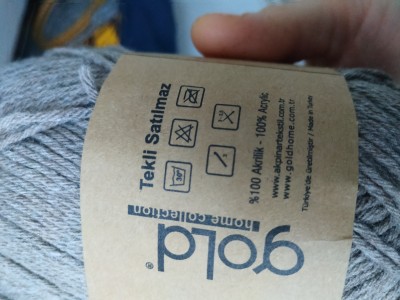 gold®
home collection
Tekli Satılmaz
%100 Akrilik - 100% Acrylic
www.akpinartekstil.com.tr
www.goldhome.com.tr
Türkiye'de Üretilmiştir / Made in Turkey